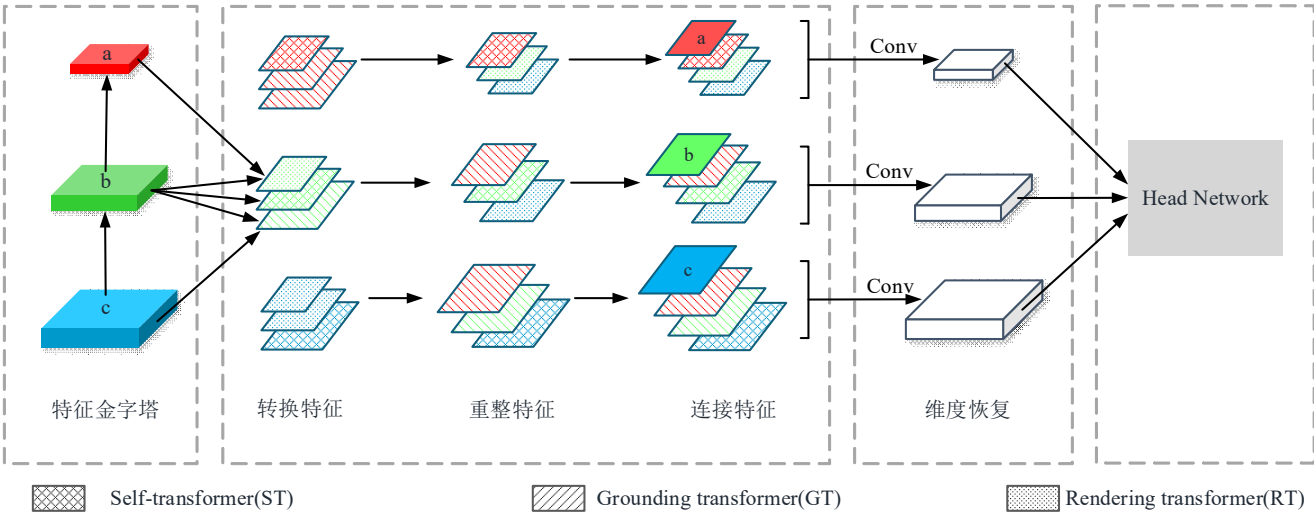 a
b
c
a
b
c
Conv
Conv
Conv
Head Network
特征金字塔
转换特征
重整特征
连接特征
维度恢复
Self-transformer(ST)
Grounding transformer(GT)
Rendering transformer(RT)